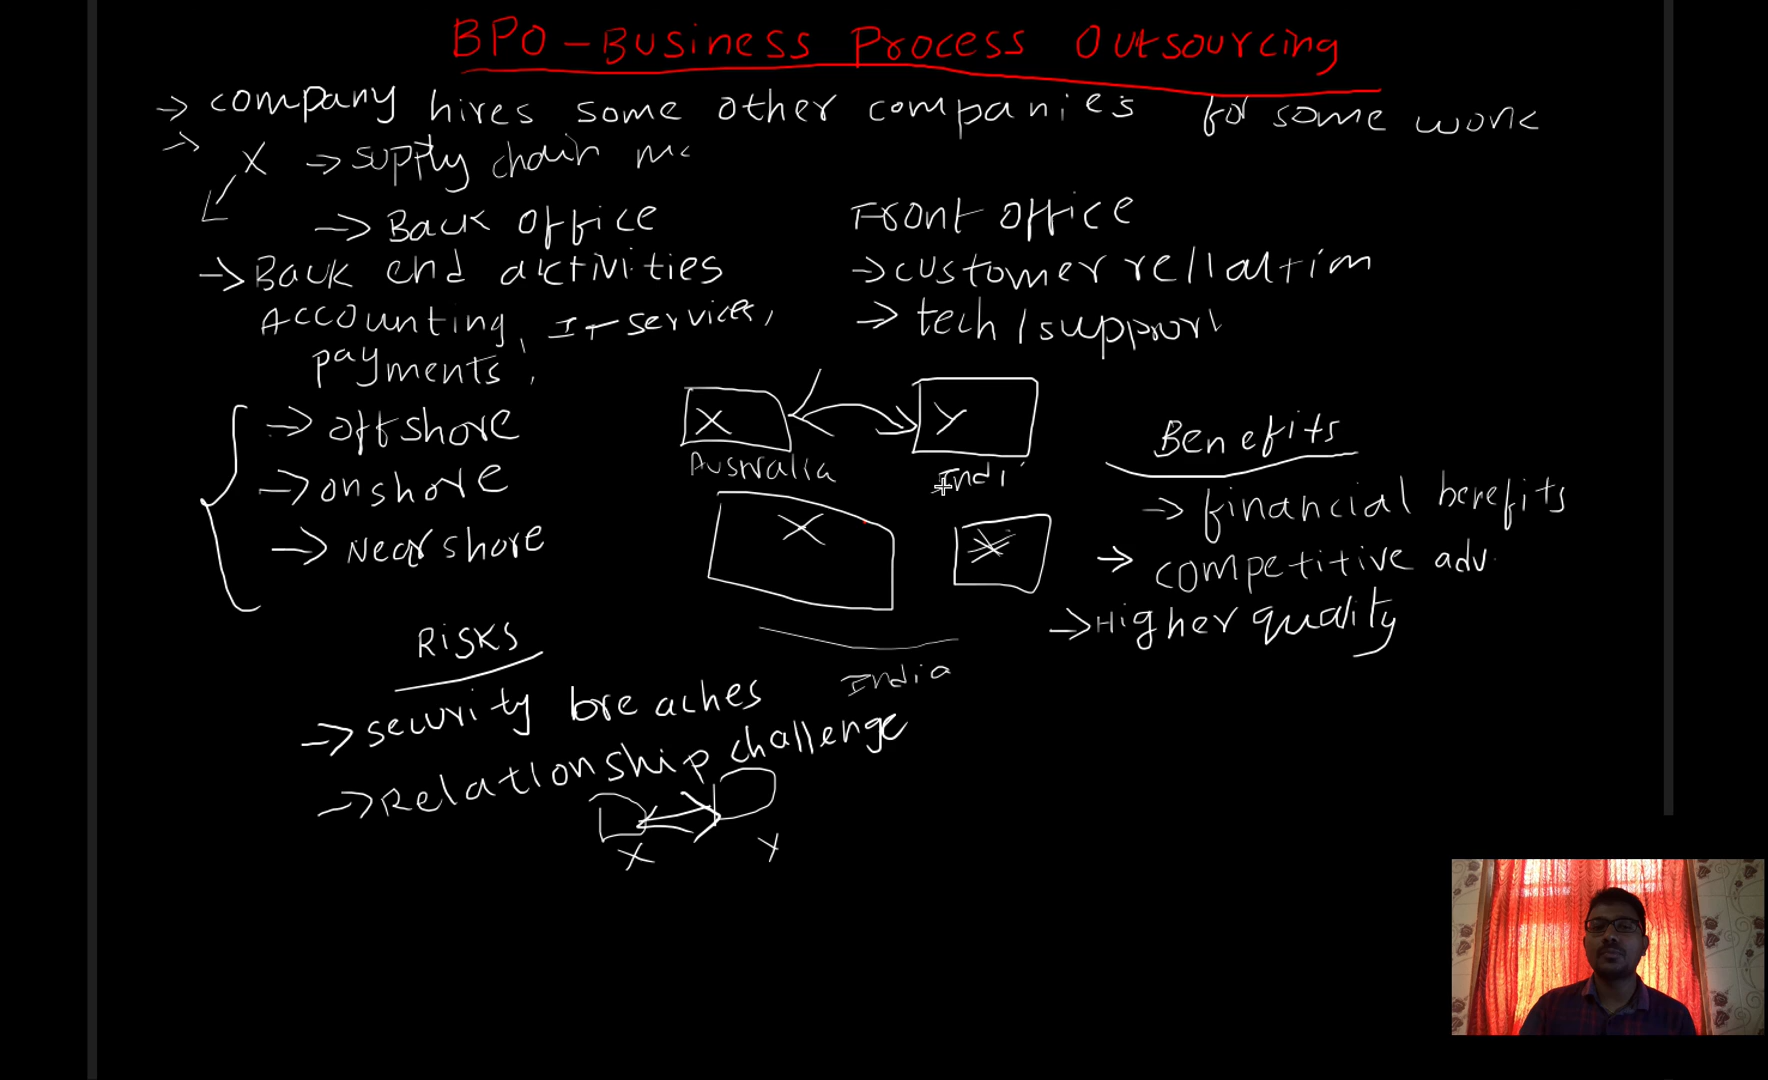 BPO - Business Process Outsourcing
→ company hires some other companies for some work
→
X → supply chain
→ Back office
Front office
→ Back end activities
→ customer rellaltion
Accounting, IT services,
→ tech / support
payments,
→ offshore
X
Y
→ onshore
Australia
Indi
→ Near shore
X
X
India
Benefits
→ financial benefits
→ competitive adv.
→ Higher quality
Risks
→ security breaches
→ Relationship challenge
X
Y